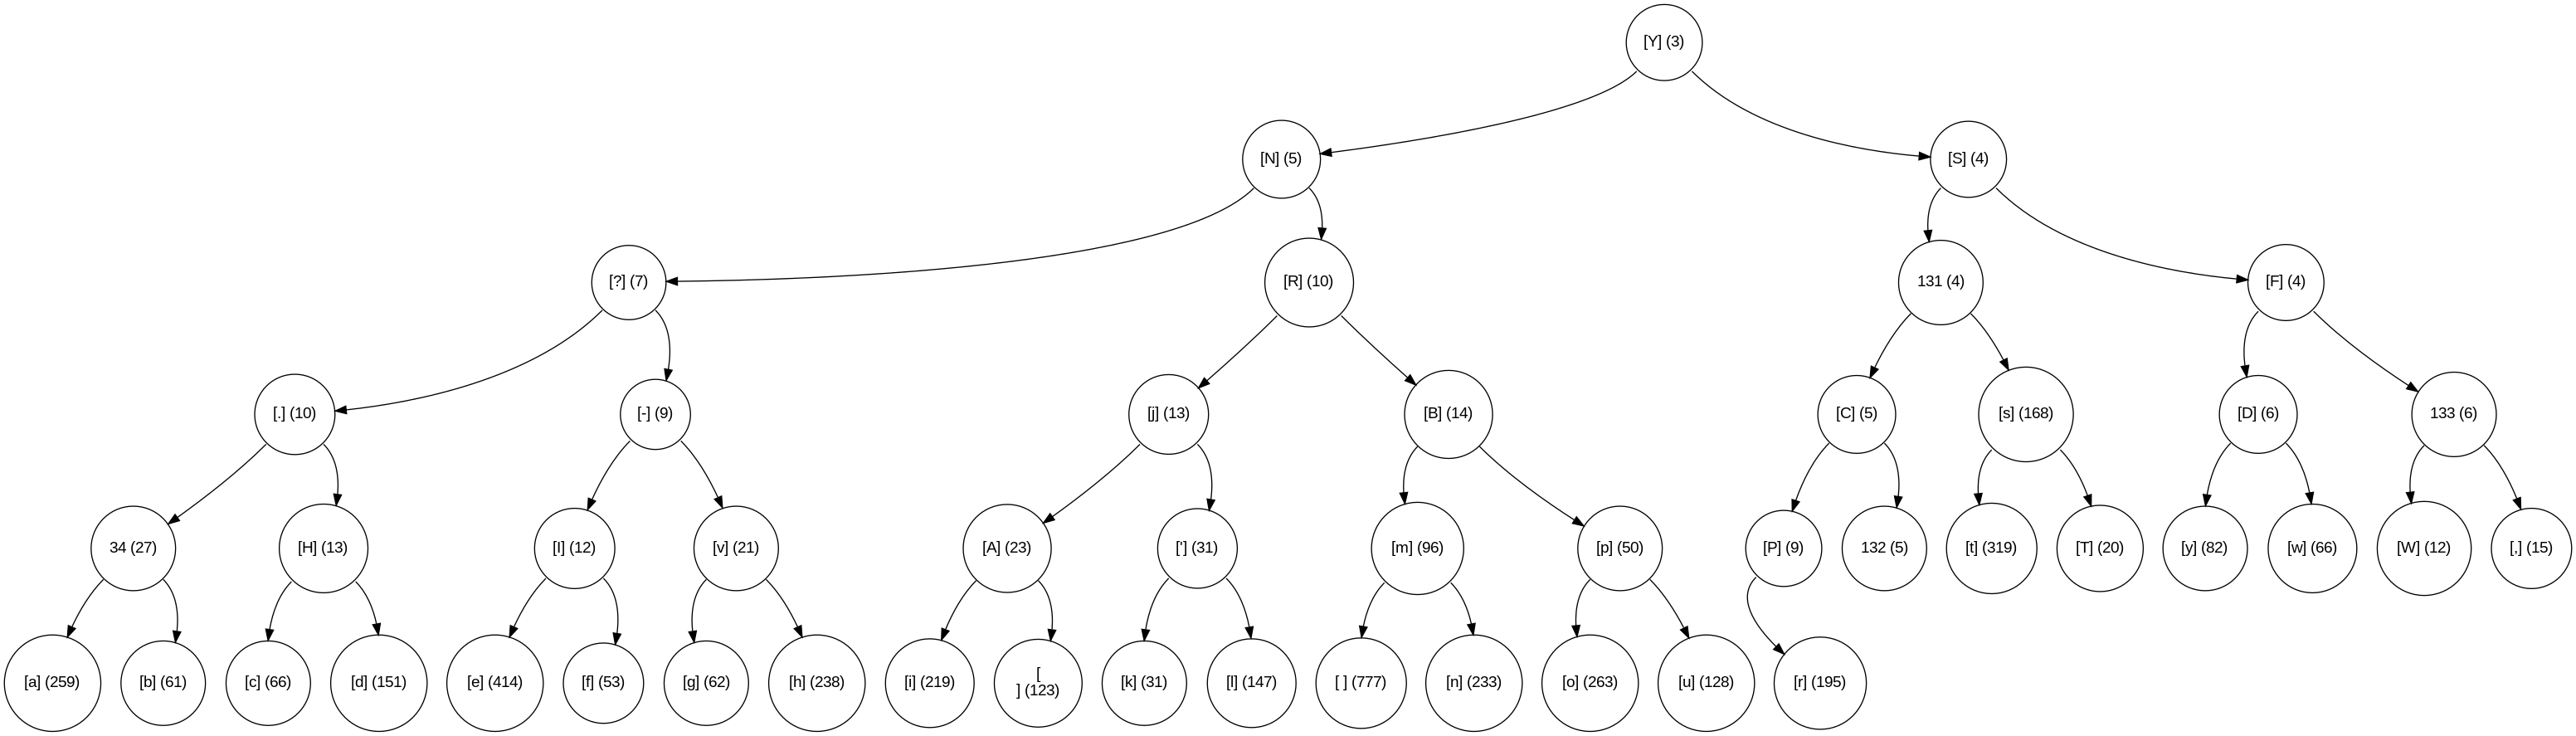 [Y] (3)
[N] (5)
[S] (4)
[?] (7)
[R] (10)
131 (4)
[F] (4)
[.] (10)
[-] (9)
[j] (13)
[B] (14)
[C] (5)
[s] (168)
[D] (6)
133 (6)
34 (27)
[H] (13)
[I] (12)
[v] (21)
[A] (23)
['] (31)
[m] (96)
[p] (50)
[P] (9)
132 (5)
[t] (319)
[T] (20)
[y] (82)
[w] (66)
[W] (12)
[,] (15)
[a] (259)
[b] (61)
[c] (66)
[d] (151)
[e] (414)
[f] (53)
[g] (62)
[h] (238)
[i] (219)
[
] (123)
[k] (31)
[l] (147)
[ ] (777)
[n] (233)
[o] (263)
[u] (128)
[r] (195)